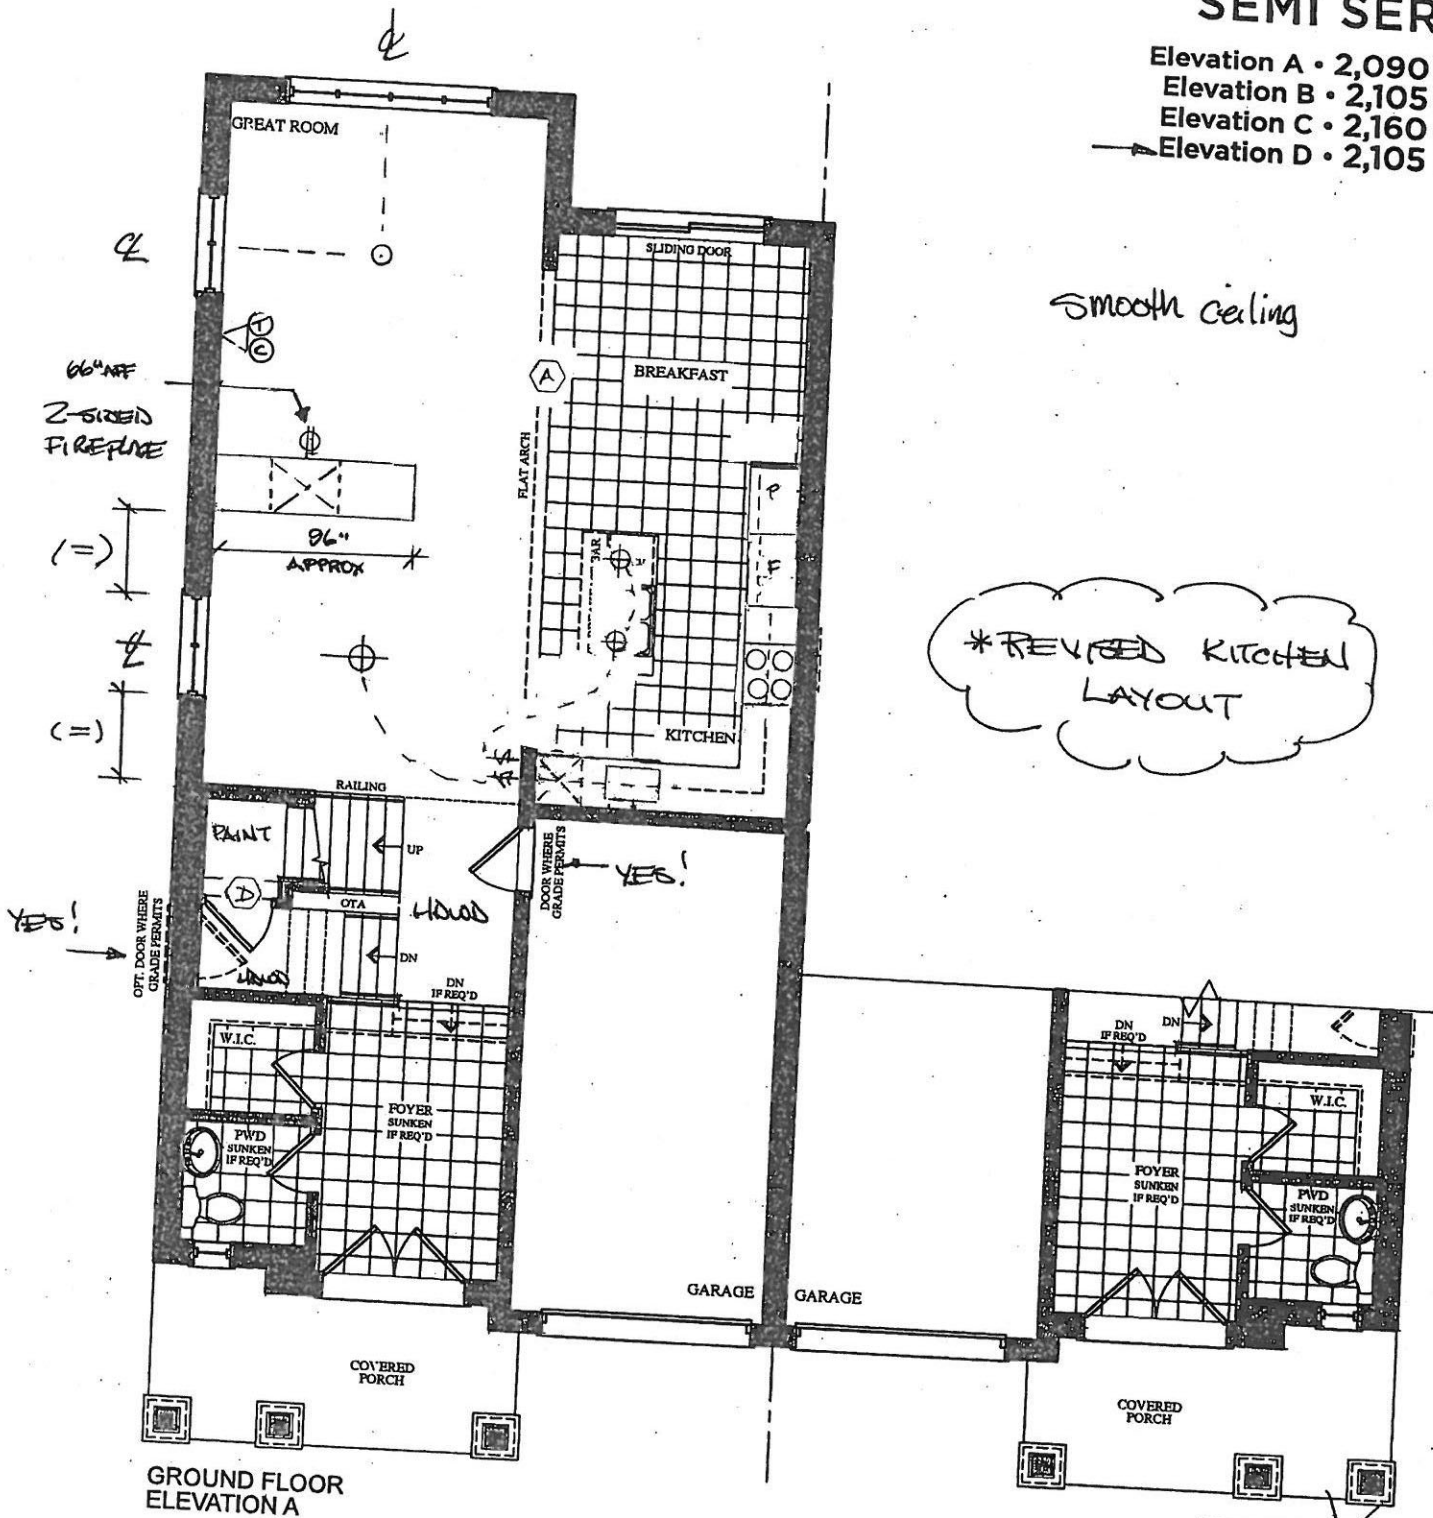 SEMI SER
Elevation A • 2,090
Elevation B • 2,105
Elevation C • 2,160
Elevation D • 2,105
℄
GREAT ROOM
℄
SLIDING DOOR
smooth ceiling
T
C
A
BREAKFAST
66" AFF
2-SIDED
FIREPLACE
FLAT ARCH
P
(=)
96"
APPROX
BAR
F
*REVISED KITCHEN
LAYOUT
℄
(=)
KITCHEN
RAILING
PAINT
UP
DOOR WHERE
GRADE PERMITS
YES!
D
OTA
YES!
OPT. DOOR WHERE
GRADE PERMITS
DN
DN
IF REQ'D
W.I.C.
DN
IF REQ'D
DN
FOYER
SUNKEN
IF REQ'D
PWD
SUNKEN
IF REQ'D
W.I.C.
FOYER
SUNKEN
IF REQ'D
PWD
SUNKEN
IF REQ'D
GARAGE
GARAGE
COVERED
PORCH
COVERED
PORCH
GROUND FLOOR
ELEVATION A